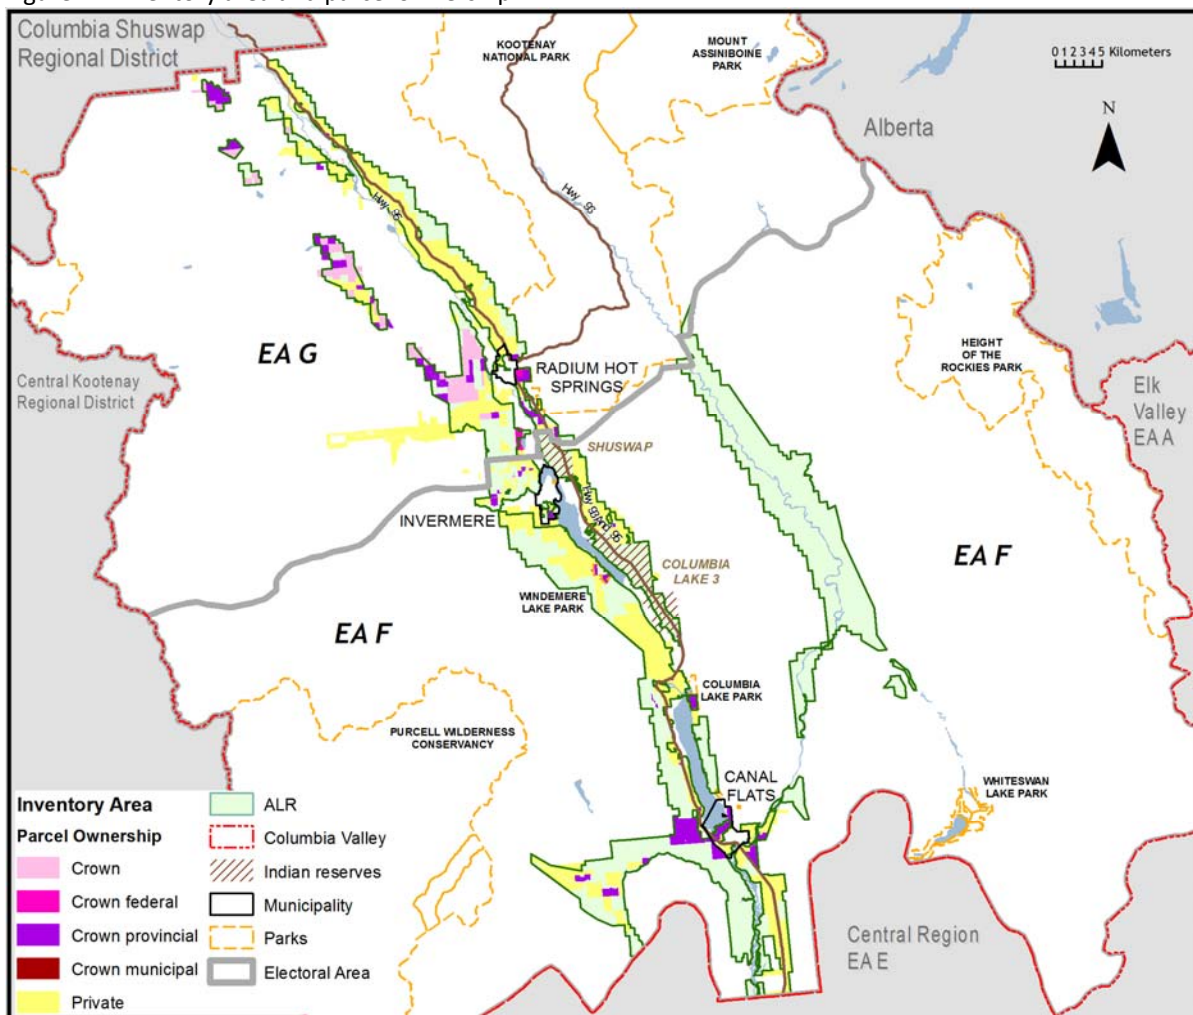 Columbia Shuswap
Regional District
KOOTENAY
NATIONAL PARK
MOUNT
ASSINIBOINE
PARK
0 1 2 3 4 5 Kilometers
N
Alberta
Hwy 95
Hwy 93
EA G
HEIGHT
OF THE
ROCKIES PARK
Central Kootenay
Regional District
RADIUM HOT
SPRINGS
Elk
Valley
EA A
SHUSWAP
INVERMERE
Hwy 93 And 95
COLUMBIA
LAKE 3
EA F
WINDEMERE
LAKE PARK
EA F
COLUMBIA
LAKE PARK
PURCELL WILDERNESS
CONSERVANCY
CANAL
FLATS
WHITESWAN
LAKE PARK
Central Region
EA E
Inventory Area
Parcel Ownership
Crown
Crown federal
Crown provincial
Crown municipal
Private
ALR
Columbia Valley
Indian reserves
Municipality
Parks
Electoral Area